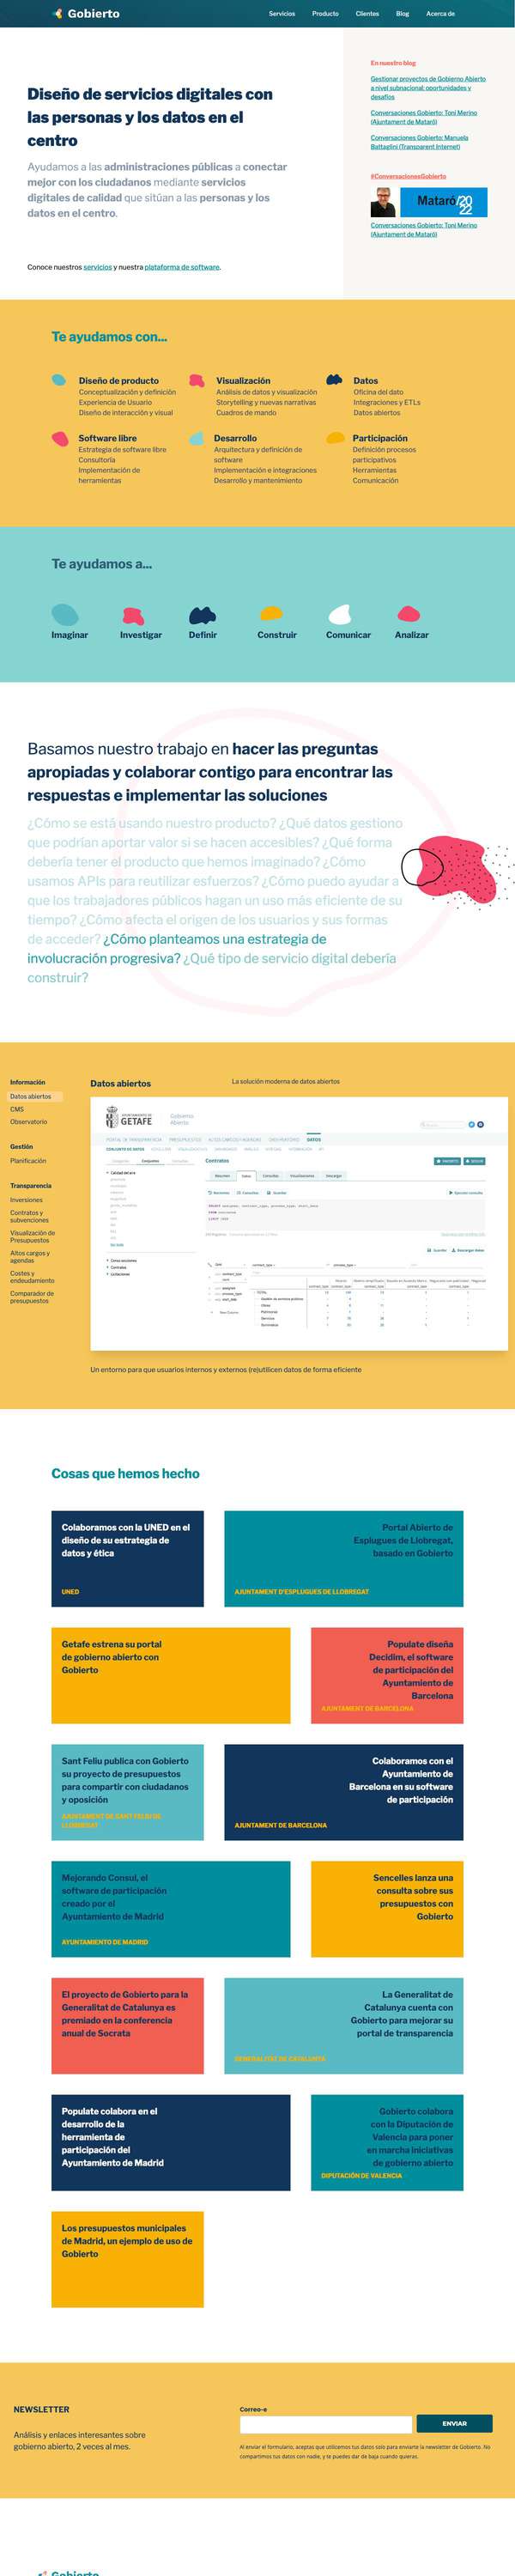 Gobierto
Servicios
Producto
Clientes
Blog
Acerca de
Diseño de servicios digitales con
las personas y los datos en el
centro
Ayudamos a las administraciones públicas a conectar
mejor con los ciudadanos mediante servicios
digitales de calidad que sitúan a las personas y los
datos en el centro.
Conoce nuestros servicios y nuestra plataforma de software.
En nuestro blog
Gestionar proyectos de Gobierno Abierto
a nivel subnacional: oportunidades y
desafíos
Conversaciones Gobierto: Toni Merino
(Ajuntament de Mataró)
Conversaciones Gobierto: Manuela
Battaglini (Transparent Internet)
#ConversacionesGobierto
Mataró/20
22
Conversaciones Gobierto: Toni Merino
(Ajuntament de Mataró)
Te ayudamos con...
Diseño de producto
Conceptualización y definición
Experiencia de Usuario
Diseño de interacción y visual
Visualización
Análisis de datos y visualización
Storytelling y nuevas narrativas
Cuadros de mando
Datos
Oficina del dato
Integraciones y ETLs
Datos abiertos
Software libre
Estrategia de software libre
Consultoría
Implementación de
herramientas
Desarrollo
Arquitectura y definición de
software
Implementación e integraciones
Desarrollo y mantenimiento
Participación
Definición procesos
participativos
Herramientas
Comunicación
Te ayudamos a...
Imaginar
Investigar
Definir
Construir
Comunicar
Analizar
Basamos nuestro trabajo en hacer las preguntas
apropiadas y colaborar contigo para encontrar las
respuestas e implementar las soluciones
¿Cómo se está usando nuestro producto? ¿Qué datos gestiono
que podrían aportar valor si se hacen accesibles? ¿Qué forma
debería tener el producto que hemos imaginado? ¿Cómo
usamos APIs para reutilizar esfuerzos? ¿Cómo puedo ayudar a
que los trabajadores públicos hagan un uso más eficiente de su
tiempo? ¿Cómo afecta el origen de los usuarios y sus formas
de acceder? ¿Cómo planteamos una estrategia de
involucración progresiva? ¿Qué tipo de servicio digital debería
construir?
Información
Datos abiertos
CMS
Observatorio
Gestión
Planificación
Transparencia
Inversiones
Contratos y
subvenciones
Visualización de
Presupuestos
Altos cargos y
agendas
Costes y
endeudamiento
Comparador de
presupuestos
Datos abiertos
La solución moderna de datos abiertos
GETAFE
Gobierno
Abierto
PORTAL DE TRANSPARENCIA
PRESUPUESTOS
ALTOS CARGOS Y AGENDAS
OBSERVATORIO
DATOS
Contratos
Un entorno para que usuarios internos y externos (re)utilicen datos de forma eficiente
Cosas que hemos hecho
Colaboramos con la UNED en el
diseño de su estrategia de
datos y ética
UNED
Portal Abierto de
Esplugues de Llobregat,
basado en Gobierto
AJUNTAMENT D'ESPLUGUES DE LLOBREGAT
Getafe estrena su portal
de gobierno abierto con
Gobierto
Populate diseña
Decidim, el software
de participación del
Ayuntamiento de
Barcelona
AJUNTAMENT DE BARCELONA
Sant Feliu publica con Gobierto
su proyecto de presupuestos
para compartir con ciudadanos
y oposición
AJUNTAMENT DE SANT FELIU DE
LLOBREGAT
Colaboramos con el
Ayuntamiento de
Barcelona en su software
de participación
AJUNTAMENT DE BARCELONA
Mejorando Consul, el
software de participación
creado por el
Ayuntamiento de Madrid
AYUNTAMIENTO DE MADRID
Sencelles lanza una
consulta sobre sus
presupuestos con
Gobierto
El proyecto de Gobierto para la
Generalitat de Catalunya es
premiado en la conferencia
anual de Socrata
La Generalitat de
Catalunya cuenta con
Gobierto para mejorar su
portal de transparencia
GENERALITAT DE CATALUNYA
Populate colabora en el
desarrollo de la
herramienta de
participación del
Ayuntamiento de Madrid
Gobierto colabora
con la Diputación de
Valencia para poner
en marcha iniciativas
de gobierno abierto
DIPUTACIÓN DE VALENCIA
Los presupuestos municipales
de Madrid, un ejemplo de uso de
Gobierto
NEWSLETTER
Análisis y enlaces interesantes sobre
gobierno abierto, 2 veces al mes.
Correo-e
ENVIAR
Al enviar el formulario, aceptas que utilicemos tus datos sólo para enviarte la newsletter de Gobierto. No
compartimos tus datos con nadie, y te puedes dar de baja cuando quieras.
Gobierto